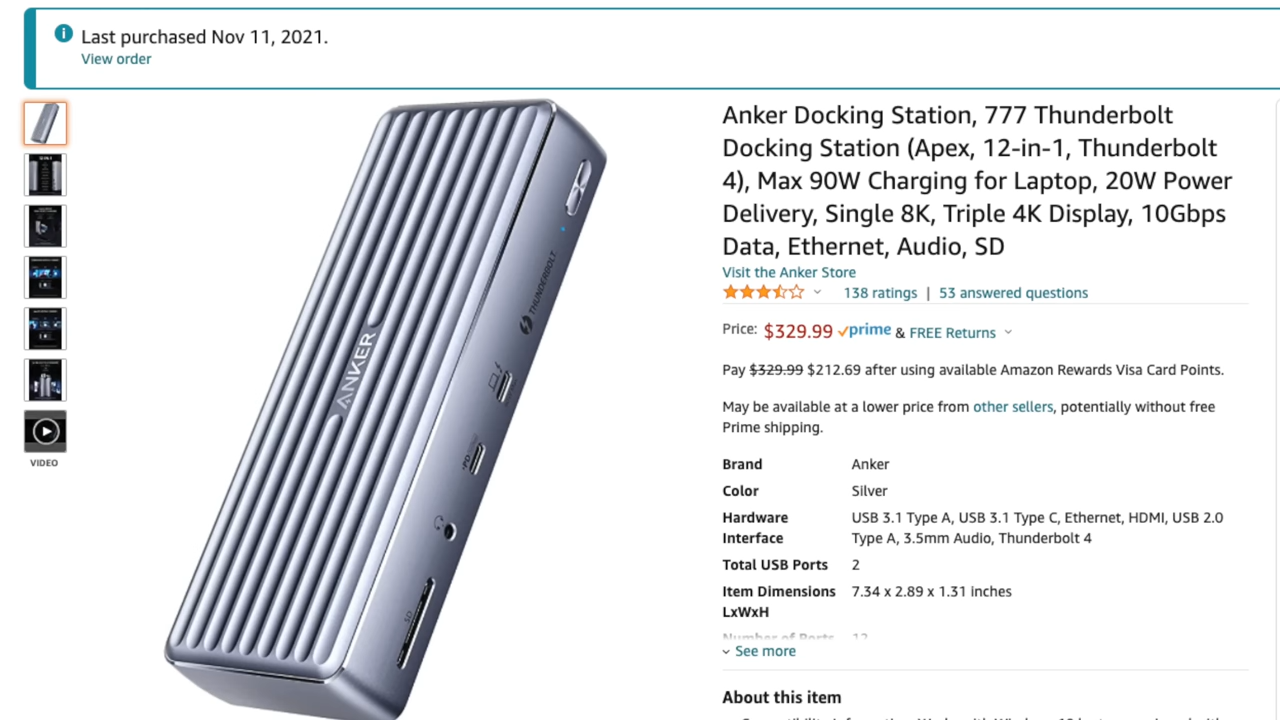 Last purchased Nov 11, 2021.
View order
VIDEO
ANKER
THUNDERBOLT
PD
SD
Anker Docking Station, 777 Thunderbolt
Docking Station (Apex, 12-in-1, Thunderbolt
4), Max 90W Charging for Laptop, 20W Power
Delivery, Single 8K, Triple 4K Display, 10Gbps
Data, Ethernet, Audio, SD
Visit the Anker Store
138 ratings | 53 answered questions
Price: $329.99 prime & FREE Returns
Pay $329.99 $212.69 after using available Amazon Rewards Visa Card Points.
May be available at a lower price from other sellers, potentially without free
Prime shipping.
Brand Anker
Color Silver
Hardware Interface USB 3.1 Type A, USB 3.1 Type C, Ethernet, HDMI, USB 2.0
Type A, 3.5mm Audio, Thunderbolt 4
Total USB Ports 2
Item Dimensions LxWxH 7.34 x 2.89 x 1.31 inches
Number of Ports 12
See more
About this item